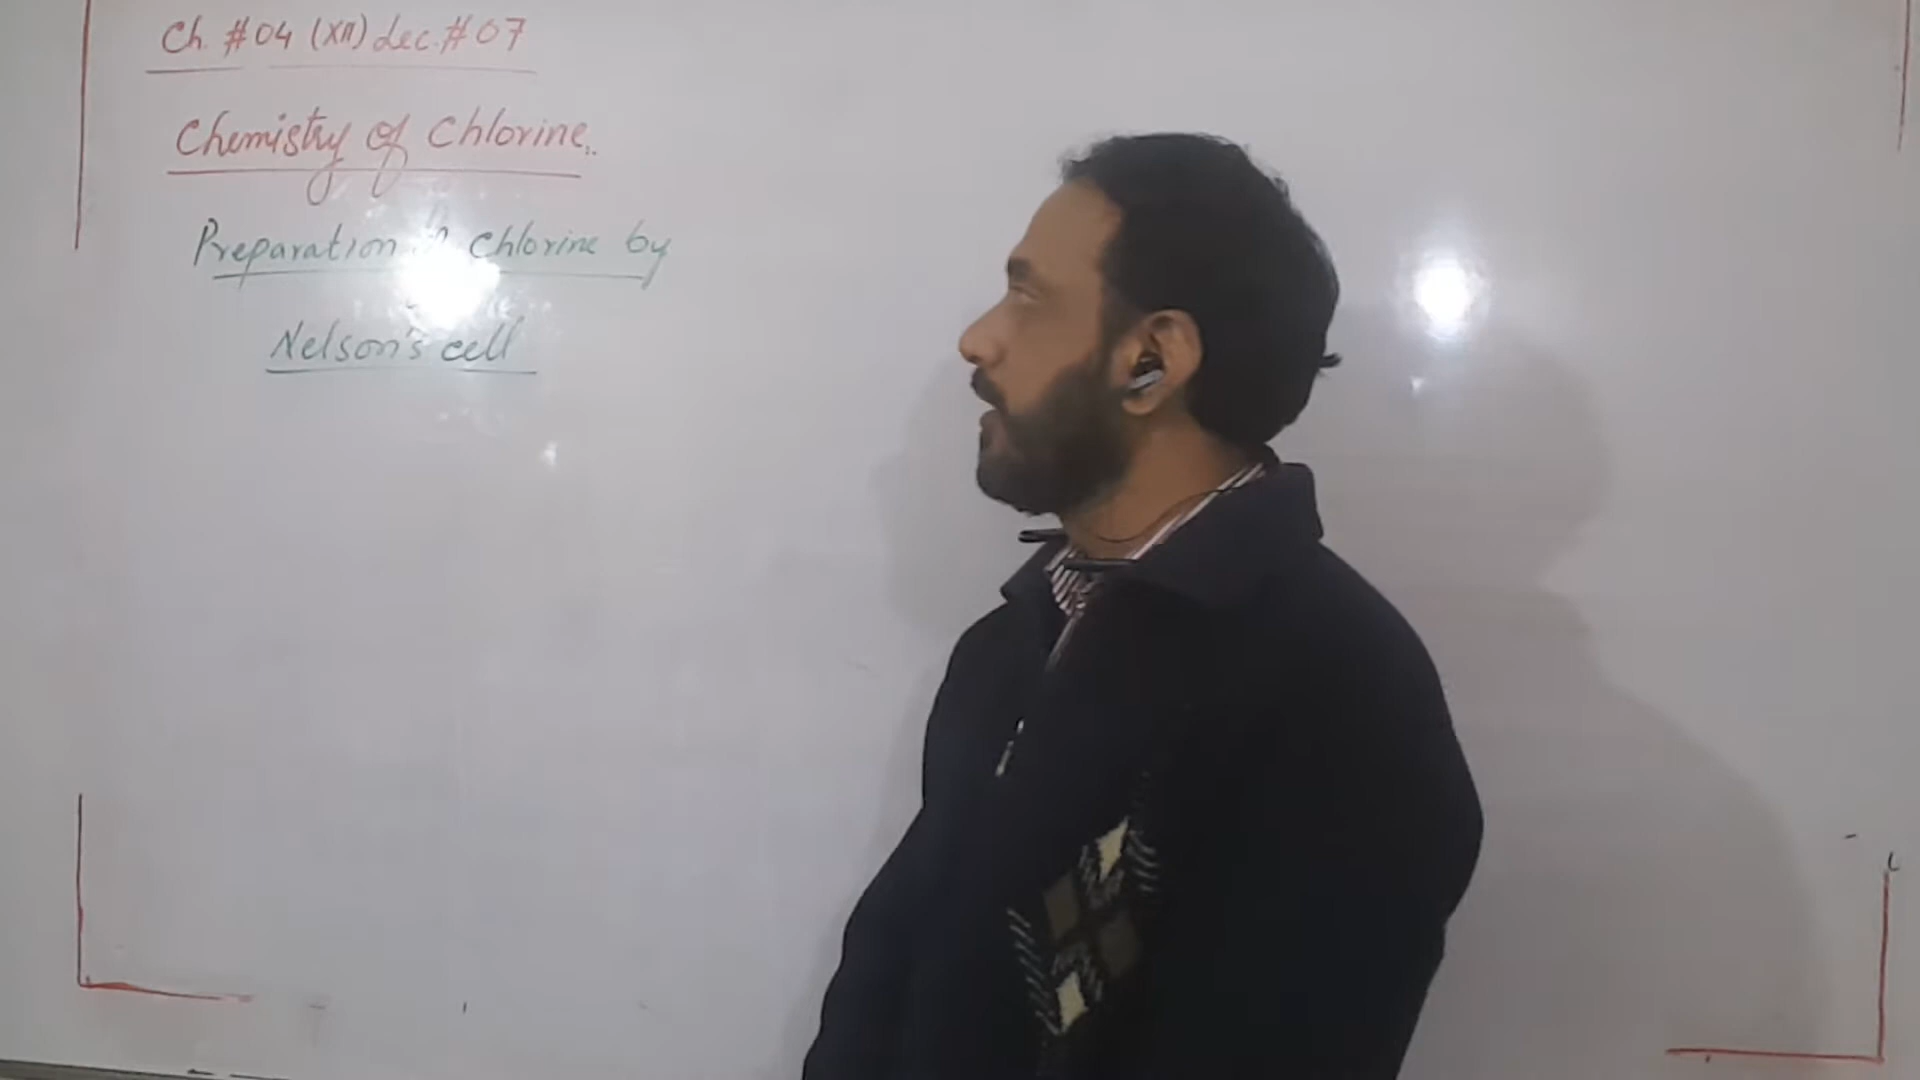 Ch. #04 (XII) Lec. #07
Chemistry of Chlorine.
Preparation Chlorine by
Nelson's cell